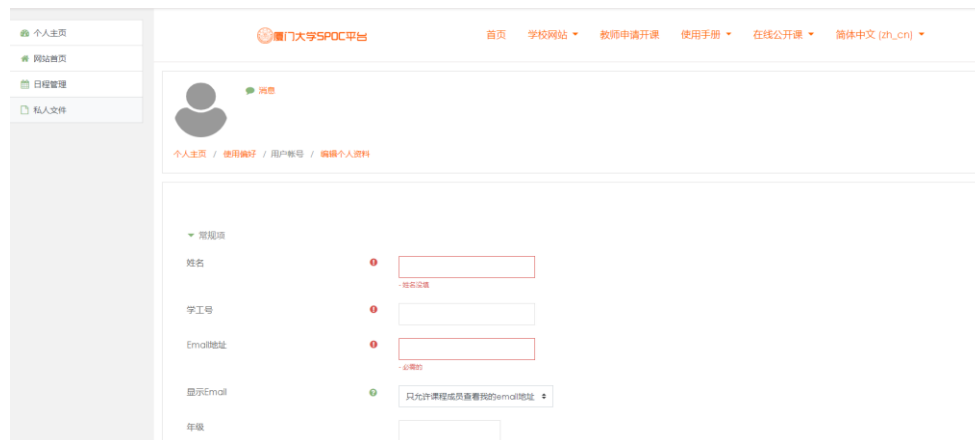 个人主页
网站首页
日程管理
私人文件
厦门大学SPOC平台
首页 学校网站 教师申请开课 使用手册 在线公开课 简体中文 (zh_cn)
消息
个人主页 / 使用偏好 / 用户帐号 / 编辑个人资料
常规项
姓名
- 姓名没填
学工号
Email地址
- 必需的
显示Email 只允许课程成员查看我的email地址
年级